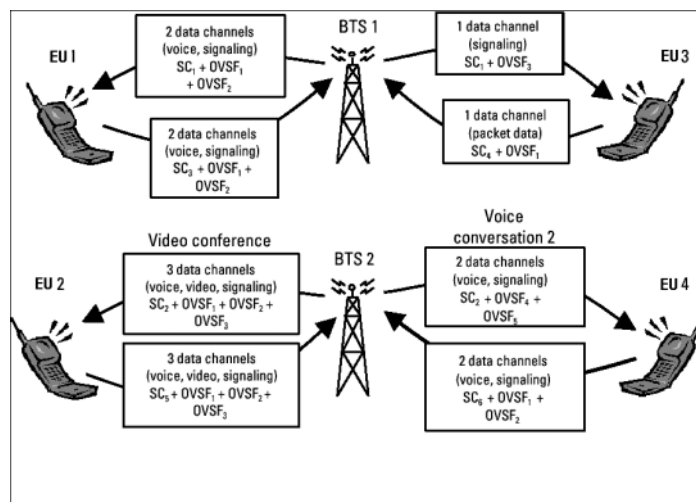 EU 1
2 data channels
(voice, signaling)
SC1 + OVSF1
+ OVSF2
BTS 1
1 data channel
(signaling)
SC1 + OVSF3
EU 3
2 data channels
(voice, signaling)
SC3 + OVSF1 +
OVSF2
1 data channel
(packet data)
SC4 + OVSF1
Video conference
BTS 2
Voice
conversation 2
EU 2
3 data channels
(voice, video, signaling)
SC2 + OVSF1 + OVSF2 +
OVSF3
2 data channels
(voice, signaling)
SC2 + OVSF4 +
OVSF5
EU 4
3 data channels
(voice, video, signaling)
SC5 + OVSF1 + OVSF2 +
OVSF3
2 data channels
(voice, signaling)
SC6 + OVSF1 +
OVSF2